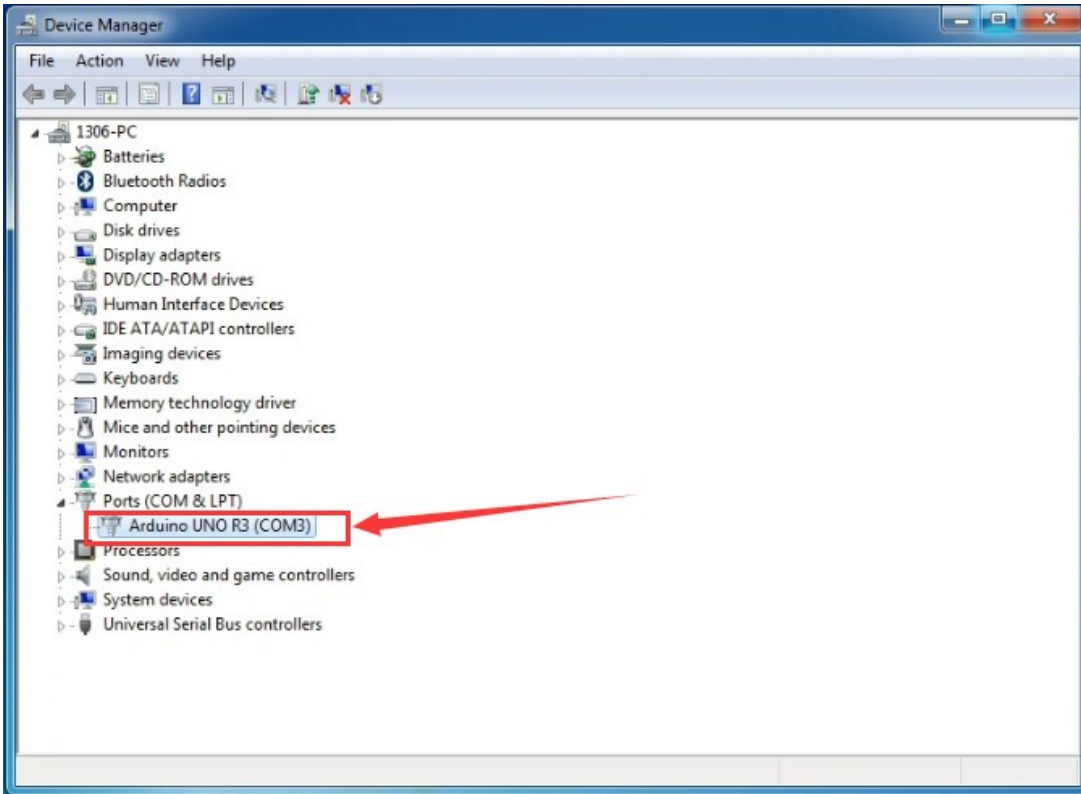 Device Manager
File Action View Help
1306-PC
Batteries
Bluetooth Radios
Computer
Disk drives
Display adapters
DVD/CD-ROM drives
Human Interface Devices
IDE ATA/ATAPI controllers
Imaging devices
Keyboards
Memory technology driver
Mice and other pointing devices
Monitors
Network adapters
Ports (COM & LPT)
Arduino UNO R3 (COM3)
Processors
Sound, video and game controllers
System devices
Universal Serial Bus controllers